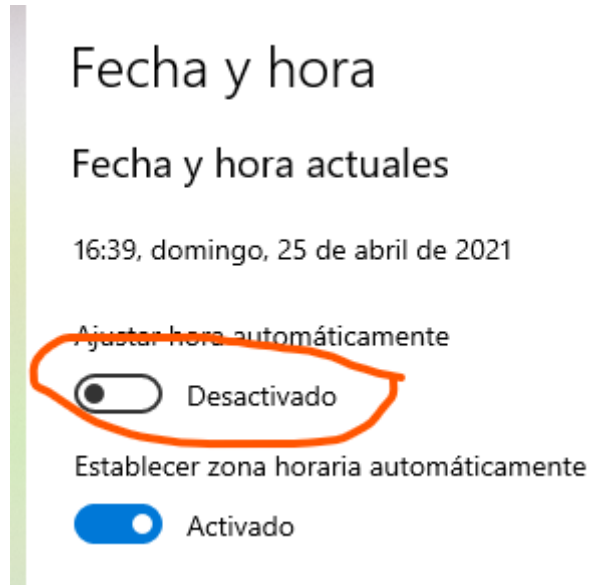 Fecha y hora
Fecha y hora actuales
16:39, domingo, 25 de abril de 2021
Ajustar hora automáticamente
Desactivado
Establecer zona horaria automáticamente
Activado